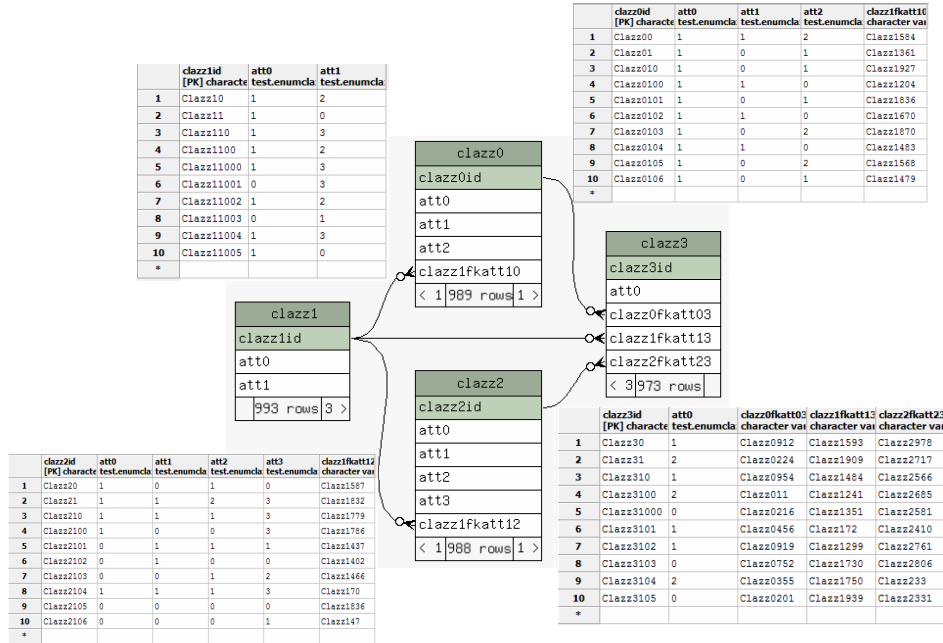 clazz0id att0 att1 att2 clazz1fkatt10
[PK] characte test.enumcla: test.enumcla: test.enumcla: character vai
1 Clazz00 1 1 2 Clazz1584
2 Clazz01 1 0 1 Clazz1361
3 Clazz010 1 0 1 Clazz1927
4 Clazz0100 1 1 0 Clazz1204
5 Clazz0101 1 0 1 Clazz1836
6 Clazz0102 1 1 0 Clazz1670
7 Clazz0103 1 0 2 Clazz1870
8 Clazz0104 1 1 0 Clazz1483
9 Clazz0105 1 0 2 Clazz1568
10 Clazz0106 1 0 1 Clazz1479
*
clazz1id att0 att1
[PK] characte test.enumcla: test.enumcla:
1 Clazz10 1 2
2 Clazz11 1 0
3 Clazz110 1 3
4 Clazz1100 1 2
5 Clazz11000 1 3
6 Clazz11001 0 3
7 Clazz11002 1 2
8 Clazz11003 0 1
9 Clazz11004 1 3
10 Clazz11005 1 0
*
clazz0
clazz0id
att0
att1
att2
clazz1fkatt10
< 1 989 rows 1 >
clazz3
clazz3id
att0
clazz0fkatt03
clazz1fkatt13
clazz2fkatt23
< 3 973 rows
clazz1
clazz1id
att0
att1
993 rows 3 >
clazz2
clazz2id
att0
att1
att2
att3
clazz1fkatt12
< 1 988 rows 1 >
clazz3id att0 clazz0fkatt03 clazz1fkatt13 clazz2fkatt23
[PK] characte test.enumcla: character vai character vai character vai
1 Clazz30 1 Clazz0912 Clazz1593 Clazz2978
2 Clazz31 2 Clazz0224 Clazz1909 Clazz2717
3 Clazz310 1 Clazz0954 Clazz1484 Clazz2566
4 Clazz3100 2 Clazz011 Clazz1241 Clazz2685
5 Clazz31000 0 Clazz0216 Clazz1351 Clazz2581
6 Clazz3101 1 Clazz0456 Clazz172 Clazz2410
7 Clazz3102 1 Clazz0919 Clazz1299 Clazz2761
8 Clazz3103 0 Clazz0752 Clazz1730 Clazz2806
9 Clazz3104 2 Clazz0355 Clazz1750 Clazz233
10 Clazz3105 0 Clazz0201 Clazz1939 Clazz2331
*
clazz2id att0 att1 att2 att3 clazz1fkatt12
[PK] characte test.enumcla: test.enumcla: test.enumcla: test.enumcla: character vai
1 Clazz20 1 0 1 0 Clazz1587
2 Clazz21 1 1 2 3 Clazz1832
3 Clazz210 1 1 1 3 Clazz1779
4 Clazz2100 1 0 0 3 Clazz1786
5 Clazz2101 0 1 1 1 Clazz1437
6 Clazz2102 0 1 0 0 Clazz1402
7 Clazz2103 0 0 1 2 Clazz1466
8 Clazz2104 1 1 1 3 Clazz170
9 Clazz2105 0 0 0 0 Clazz1836
10 Clazz2106 0 0 0 1 Clazz147
*